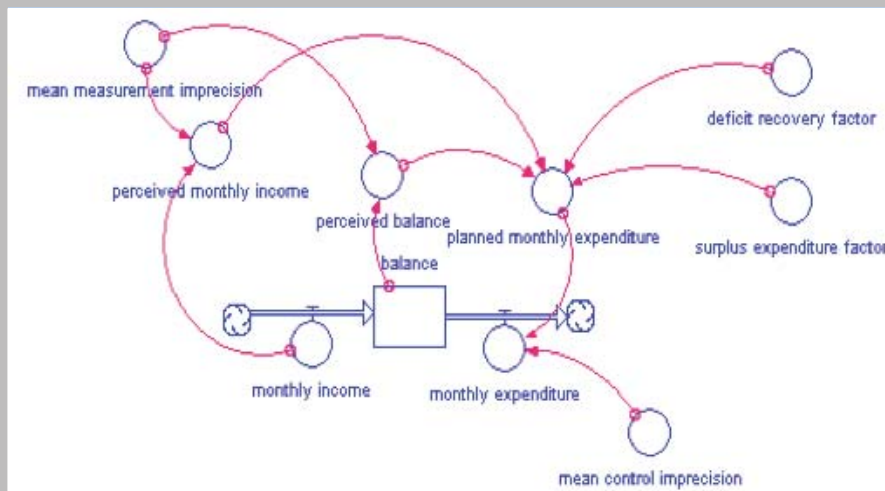 mean measurement imprecision
deficit recovery factor
perceived monthly income
perceived balance
planned monthly expenditure
surplus expenditure factor
balance
monthly income
monthly expenditure
mean control imprecision